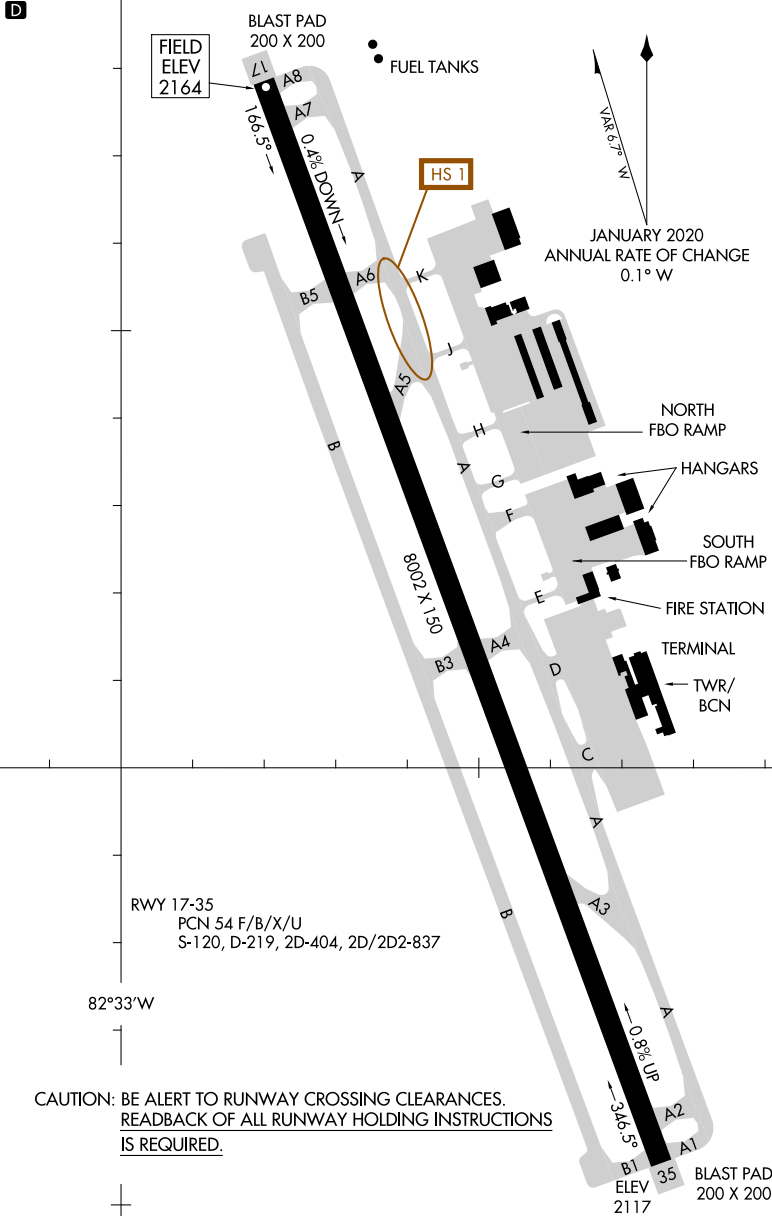 D
BLAST PAD
200 X 200
FIELD
ELEV
2164
17
A8
FUEL TANKS
A7
166.5°
0.4% DOWN
A
HS 1
VAR 6.7° W
JANUARY 2020
ANNUAL RATE OF CHANGE
0.1° W
A6
K
B5
J
A5
NORTH
FBO RAMP
H
B
A
HANGARS
G
F
SOUTH
FBO RAMP
8002 X 150
E
FIRE STATION
A4
TERMINAL
B3
D
TWR/
BCN
C
A
RWY 17-35
PCN 54 F/B/X/U
S-120, D-219, 2D-404, 2D/2D2-837
A3
B
82°33'W
A
0.8% UP
CAUTION: BE ALERT TO RUNWAY CROSSING CLEARANCES.
READBACK OF ALL RUNWAY HOLDING INSTRUCTIONS
IS REQUIRED.
346.5°
A2
A1
B1
35
ELEV
2117
BLAST PAD
200 X 200